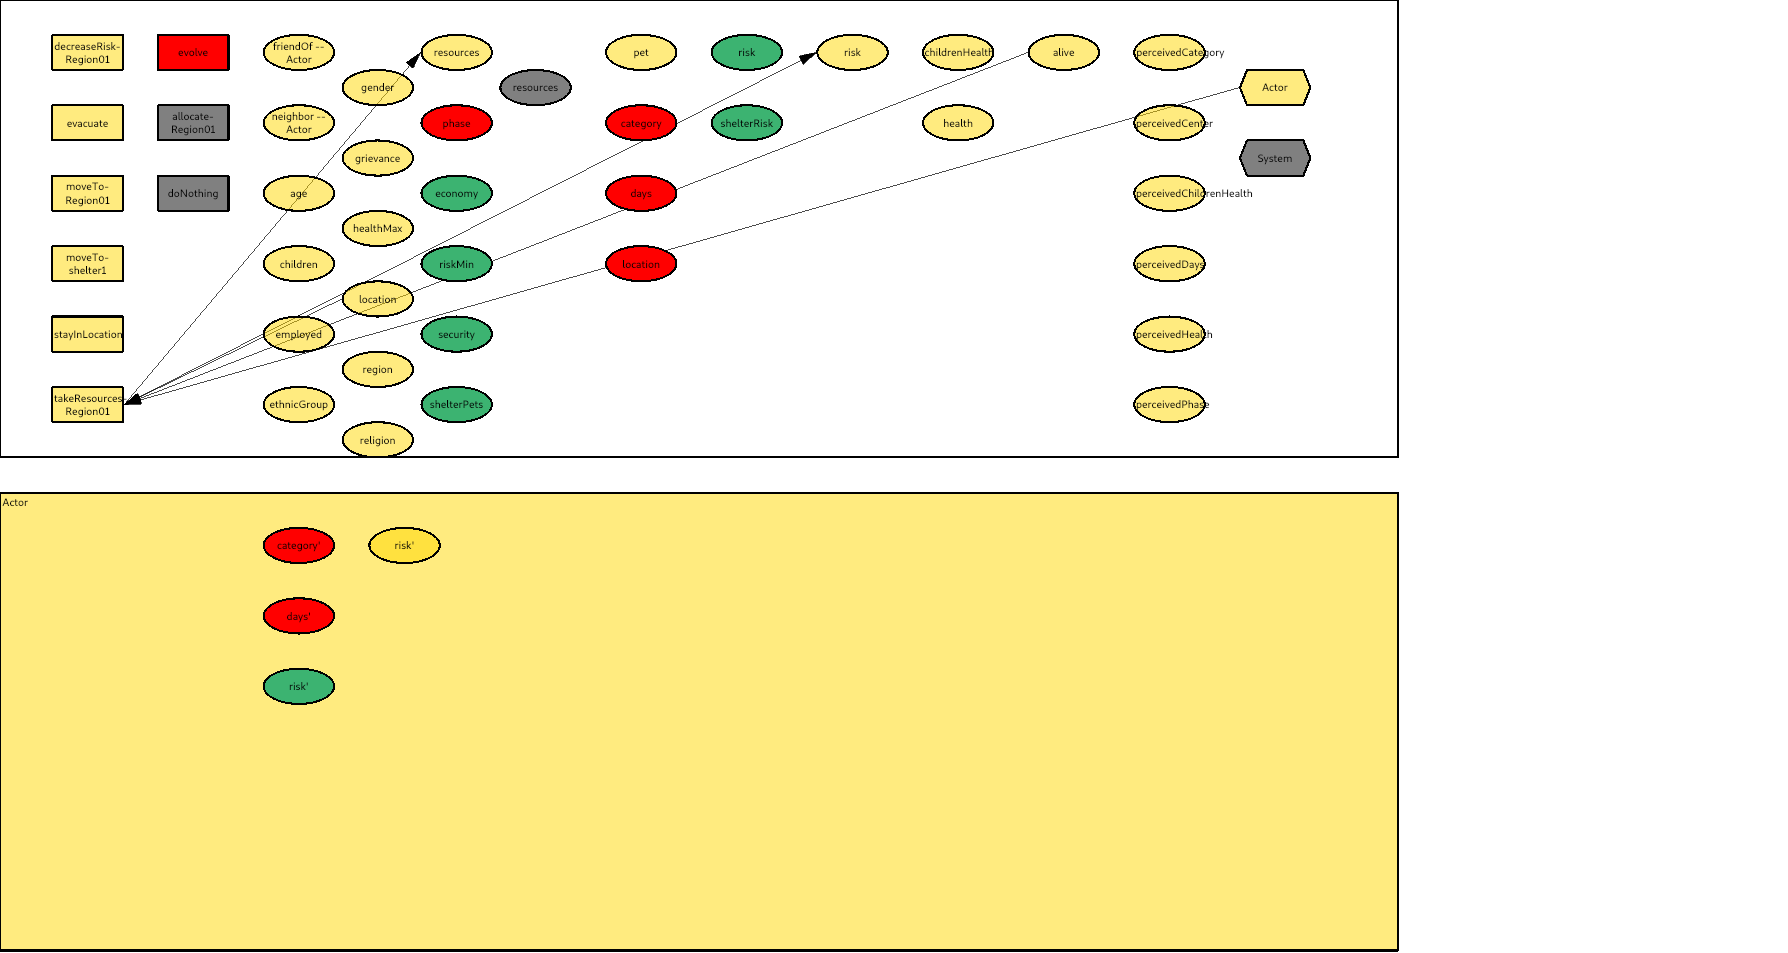 decreaseRisk-
Region01
evolve
friendOf --
Actor
resources
pet
risk
risk
childrenHealth
alive
perceivedCategory
gender
resources
Actor
evacuate
allocate-
Region01
neighbor --
Actor
phase
category
shelterRisk
health
perceivedCenter
grievance
System
moveTo-
Region01
doNothing
age
economy
days
perceivedChildrenHealth
healthMax
moveTo-
shelter1
children
riskMin
location
perceivedDays
location
stayInLocation
employed
security
perceivedHealth
region
takeResources-
Region01
ethnicGroup
shelterPets
perceivedPhase
religion
Actor
category'
risk'
days'
risk'